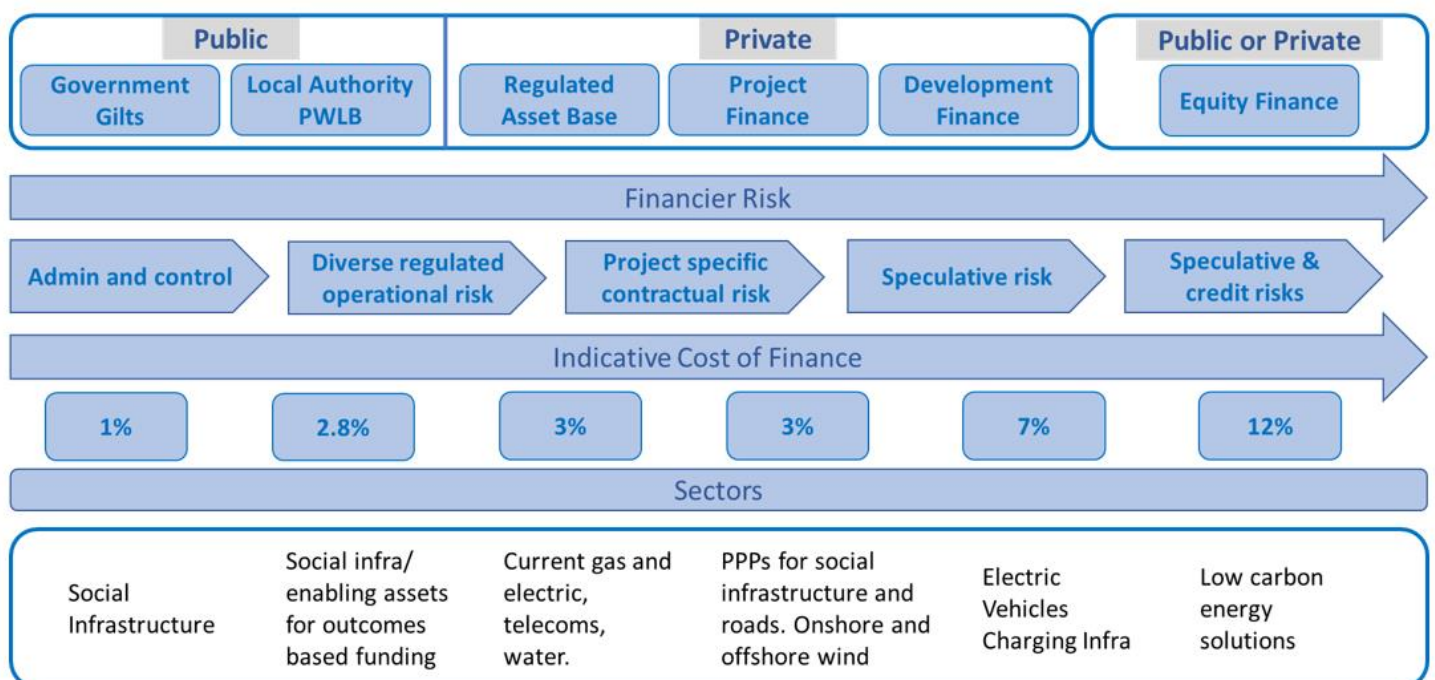 Public
Private
Public or Private
Government
Gilts
Local Authority
PWLB
Regulated
Asset Base
Project
Finance
Development
Finance
Equity Finance
Financier Risk
Admin and control
Diverse regulated
operational risk
Project specific
contractual risk
Speculative risk
Speculative &
credit risks
Indicative Cost of Finance
1%
2.8%
3%
3%
7%
12%
Sectors
Social
Infrastructure
Social infra/
enabling assets
for outcomes
based funding
Current gas and
electric,
telecoms,
water.
PPPs for social
infrastructure and
roads. Onshore and
offshore wind
Electric
Vehicles
Charging Infra
Low carbon
energy
solutions